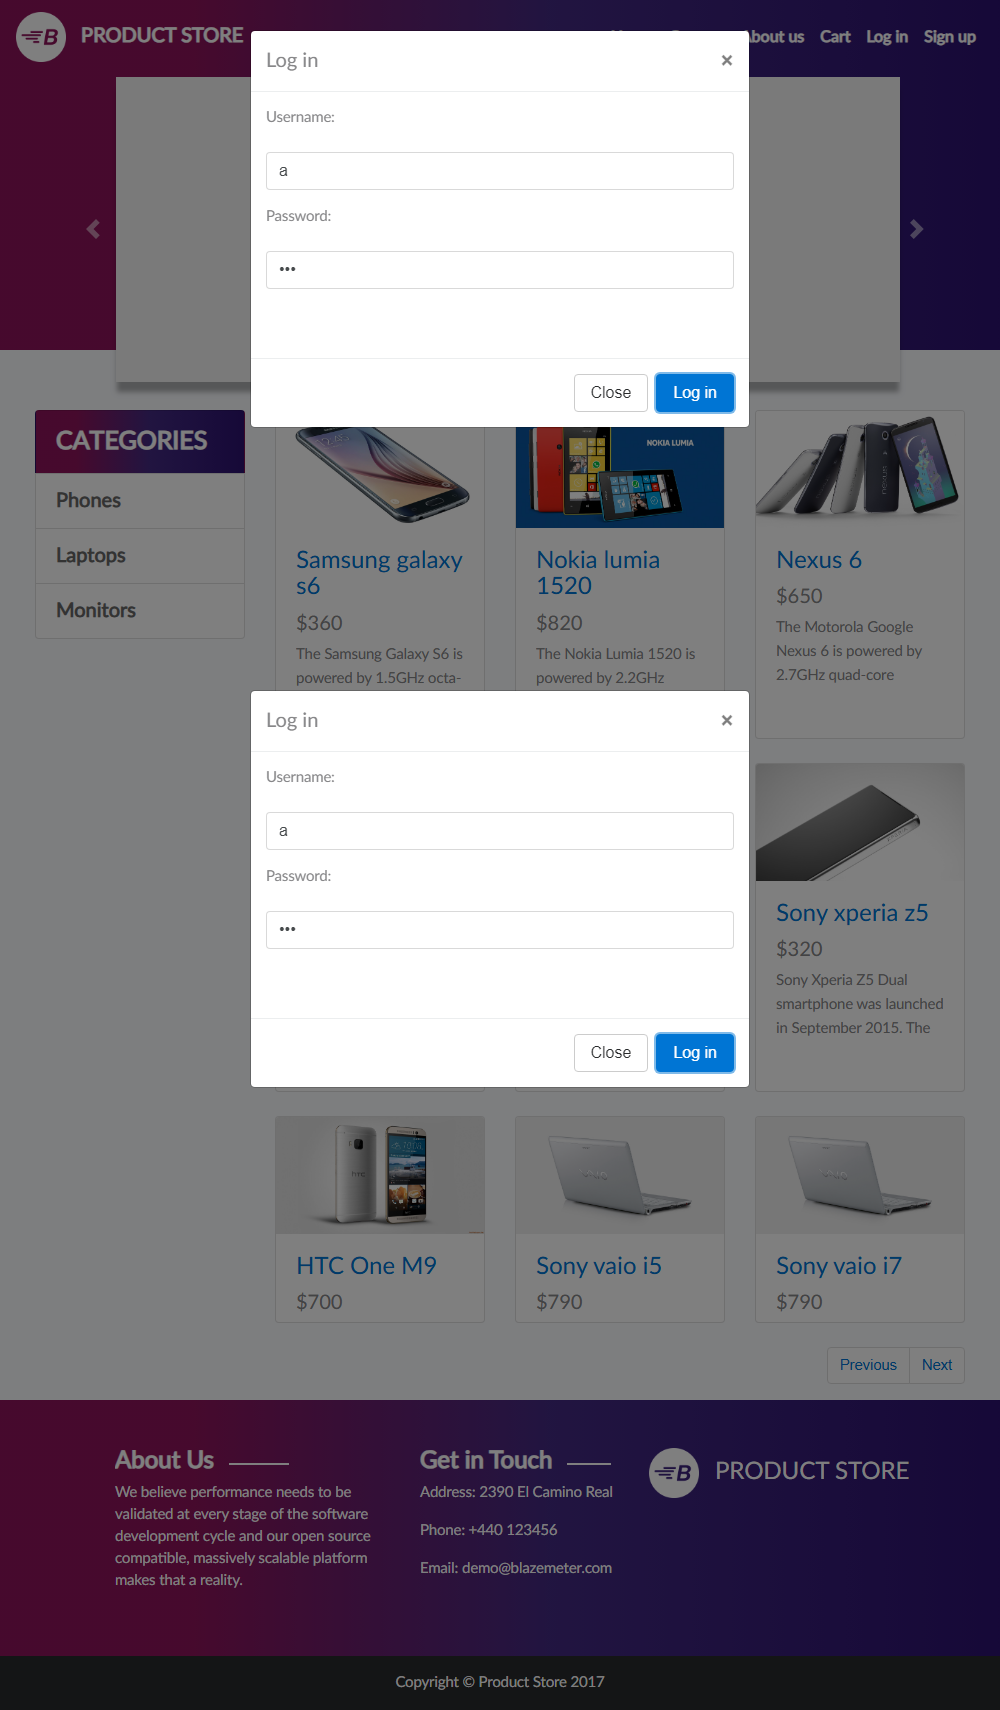 PRODUCT STORE
About us Cart Log in Sign up
Log in ×
Username:
a
Password:
•••
Close Log in
CATEGORIES
Phones
Laptops
Monitors
NOKIA LUMIA
Samsung galaxy
s6
$360
The Samsung Galaxy S6 is
powered by 1.5GHz octa-
Nokia lumia
1520
$820
The Nokia Lumia 1520 is
powered by 2.2GHz
Nexus 6
$650
The Motorola Google
Nexus 6 is powered by
2.7GHz quad-core
Log in ×
Username:
a
Password:
•••
Close Log in
Sony xperia z5
$320
Sony Xperia Z5 Dual
smartphone was launched
in September 2015. The
HTC One M9
$700
Sony vaio i5
$790
Sony vaio i7
$790
Previous Next
About Us
We believe performance needs to be
validated at every stage of the software
development cycle and our open source
compatible, massively scalable platform
makes that a reality.
Get in Touch
Address: 2390 El Camino Real
Phone: +440 123456
Email: demo@blazemeter.com
B PRODUCT STORE
Copyright © Product Store 2017